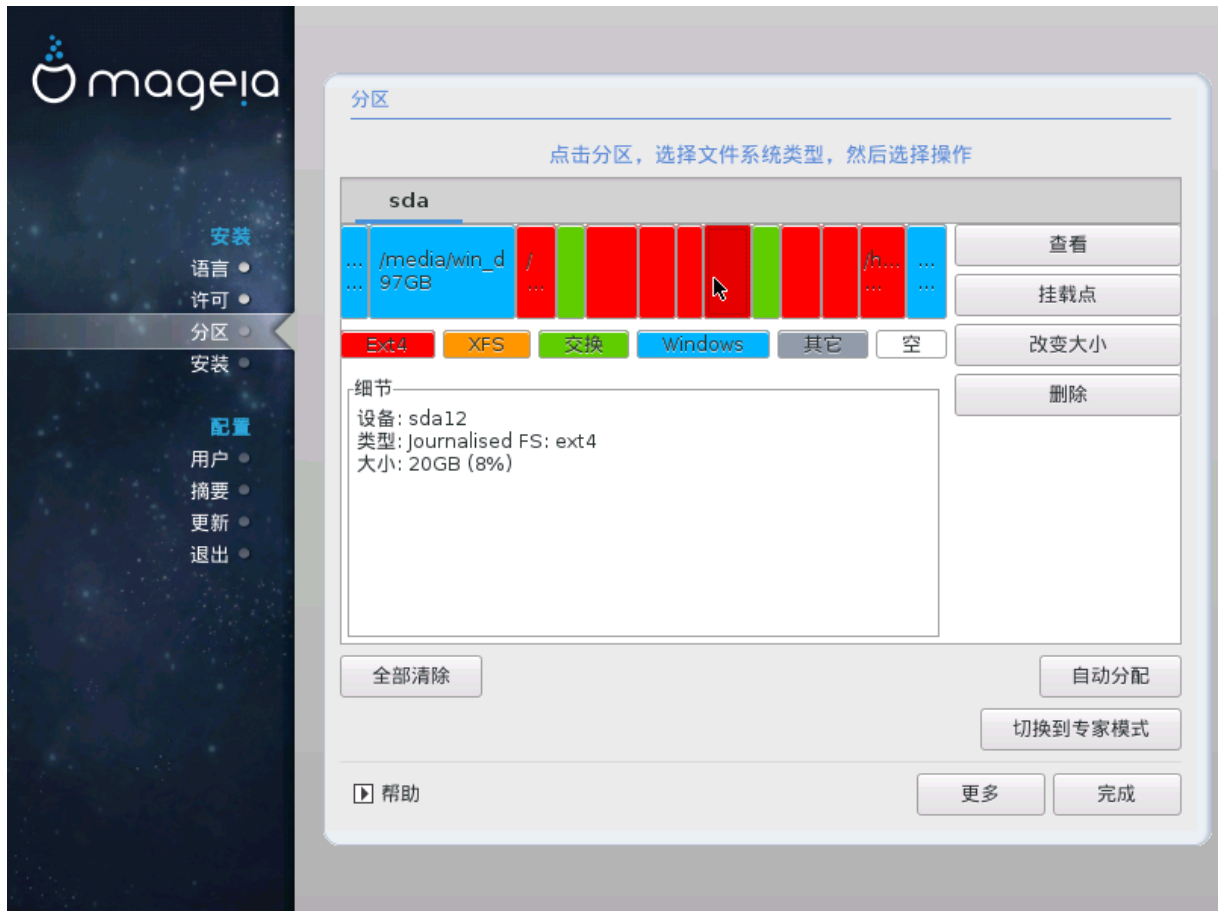 mageia
安装
语言
许可
分区
安装
配置
用户
摘要
更新
退出
分区
点击分区，选择文件系统类型，然后选择操作
sda
... ...
/media/win_d
97GB
/
...
/h...
...
... ...
Ext4 XFS 交换 Windows 其它 空
查看
挂载点
改变大小
删除
细节
设备: sda12
类型: Journalised FS: ext4
大小: 20GB (8%)
全部清除 自动分配
切换到专家模式
帮助 更多 完成